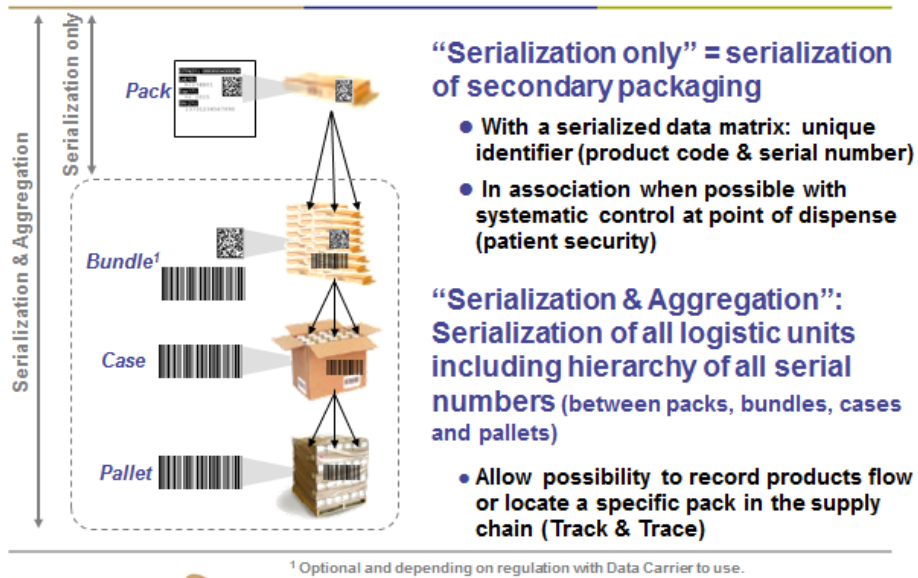 Serialization & Aggregation
Serialization only
Pack
Bundle¹
Case
Pallet
“Serialization only” = serialization
of secondary packaging
● With a serialized data matrix: unique
identifier (product code & serial number)
● In association when possible with
systematic control at point of dispense
(patient security)
“Serialization & Aggregation”:
Serialization of all logistic units
including hierarchy of all serial
numbers (between packs, bundles, cases
and pallets)
● Allow possibility to record products flow
or locate a specific pack in the supply
chain (Track & Trace)
¹ Optional and depending on regulation with Data Carrier to use.